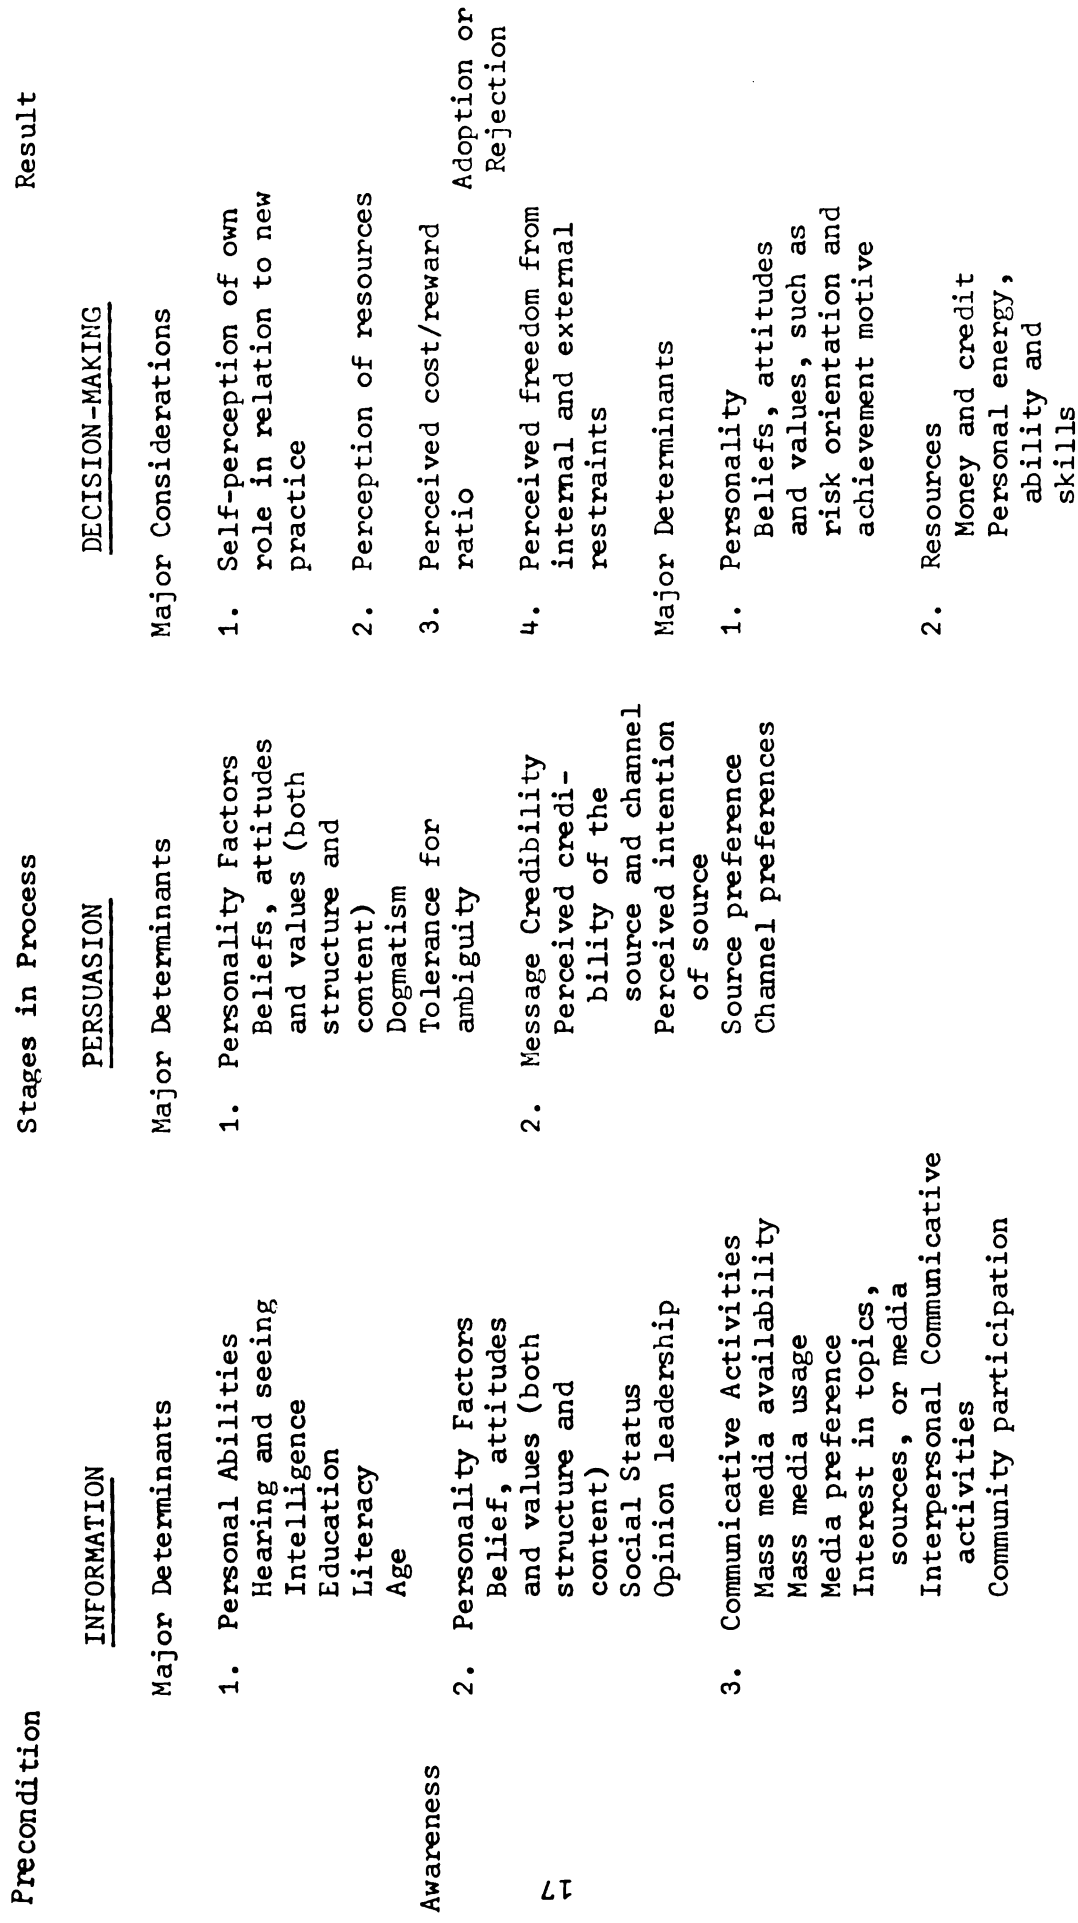 Precondition
Stages in Process
Result
Awareness
INFORMATION
Major Determinants
1. Personal Abilities
Hearing and seeing
Intelligence
Education
Literacy
Age
2. Personality Factors
Belief, attitudes
and values (both
structure and
content)
Social Status
Opinion leadership
3. Communicative Activities
Mass media availability
Mass media usage
Media preference
Interest in topics,
sources, or media
Interpersonal Communicative
activities
Community participation
PERSUASION
Major Determinants
1. Personality Factors
Beliefs, attitudes
and values (both
structure and
content)
Dogmatism
Tolerance for
ambiguity
2. Message Credibility
Perceived credi-
bility of the
source and channel
Perceived intention
of source
Source preference
Channel preferences
DECISION-MAKING
Major Considerations
1. Self-perception of own
role in relation to new
practice
2. Perception of resources
3. Perceived cost/reward
ratio
4. Perceived freedom from
internal and external
restraints
Major Determinants
1. Personality
Beliefs, attitudes
and values, such as
risk orientation and
achievement motive
2. Resources
Money and credit
Personal energy,
ability and
skills
Adoption or
Rejection
17